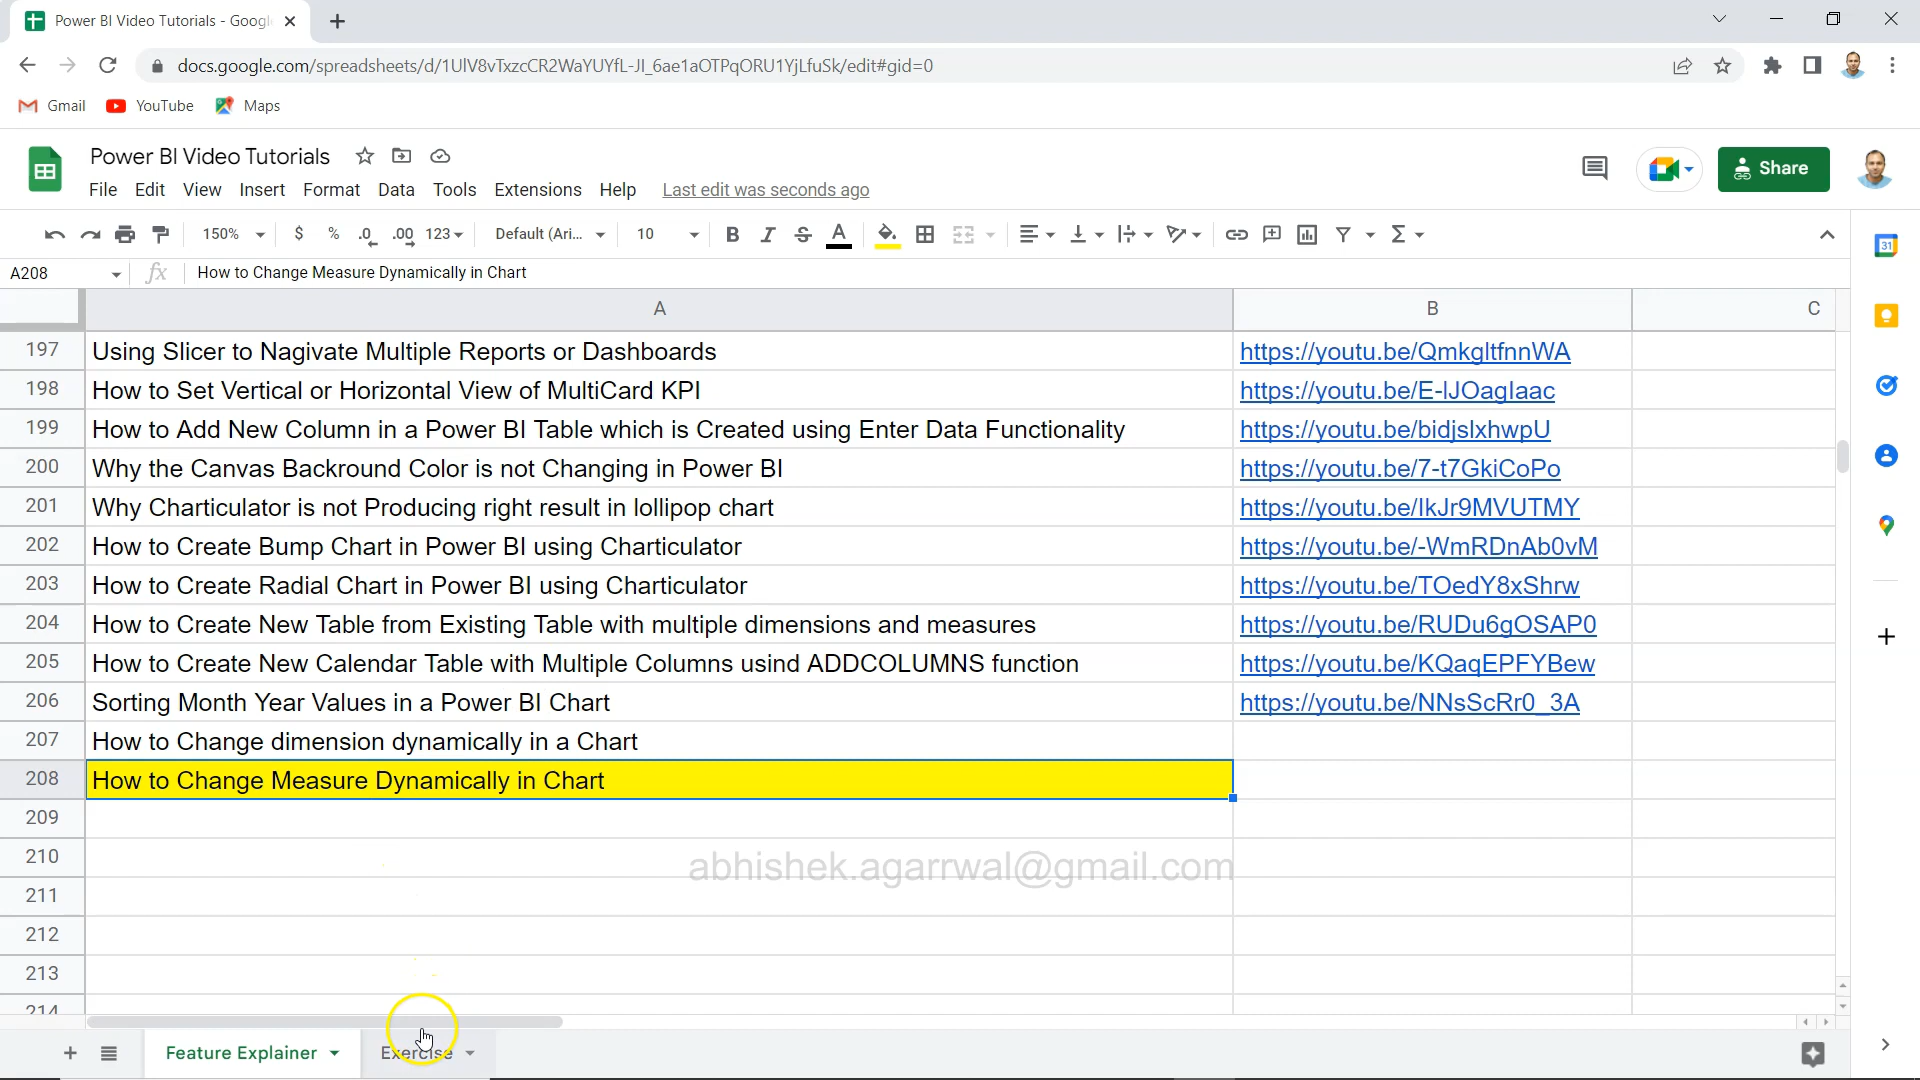 Power BI Video Tutorials - Googl
docs.google.com/spreadsheets/d/1UlV8vTxzcCR2WaYUYfL-JI_6ae1aOTPqORU1YjLfuSk/edit#gid=0
Gmail YouTube Maps
Power BI Video Tutorials
Share
File Edit View Insert Format Data Tools Extensions Help Last edit was seconds ago
150% $ % .0 .00 123 Default (Ari... 10 B I S A
31
A208 fx How to Change Measure Dynamically in Chart
A B C
197 Using Slicer to Nagivate Multiple Reports or Dashboards https://youtu.be/QmkgltfnnWA
198 How to Set Vertical or Horizontal View of MultiCard KPI https://youtu.be/E-lJOaglaac
199 How to Add New Column in a Power BI Table which is Created using Enter Data Functionality https://youtu.be/bidjslxhwpU
200 Why the Canvas Backround Color is not Changing in Power BI https://youtu.be/7-t7GkiCoPo
201 Why Charticulator is not Producing right result in lollipop chart https://youtu.be/IkJr9MVUTMY
202 How to Create Bump Chart in Power BI using Charticulator https://youtu.be/-WmRDnAb0vM
203 How to Create Radial Chart in Power BI using Charticulator https://youtu.be/TOedY8xShrw
204 How to Create New Table from Existing Table with multiple dimensions and measures https://youtu.be/RUDu6gOSAP0
205 How to Create New Calendar Table with Multiple Columns usind ADDCOLUMNS function https://youtu.be/KQaqEPFYBew
206 Sorting Month Year Values in a Power BI Chart https://youtu.be/NNsScRr0_3A
207 How to Change dimension dynamically in a Chart
208 How to Change Measure Dynamically in Chart
209
210
abhishek.agarrwal@gmail.com
211
212
213
214
Feature Explainer Exercise